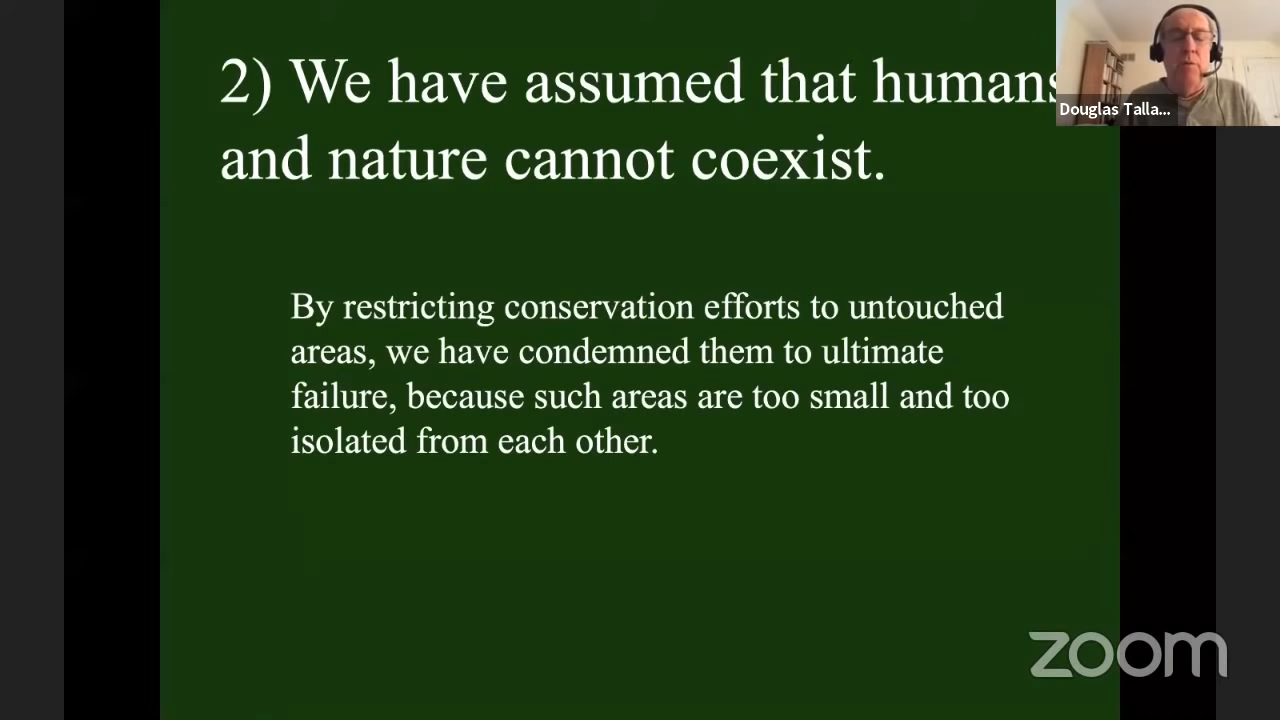 2) We have assumed that humans
and nature cannot coexist.
Douglas Talla...
By restricting conservation efforts to untouched
areas, we have condemned them to ultimate
failure, because such areas are too small and too
isolated from each other.
zoom